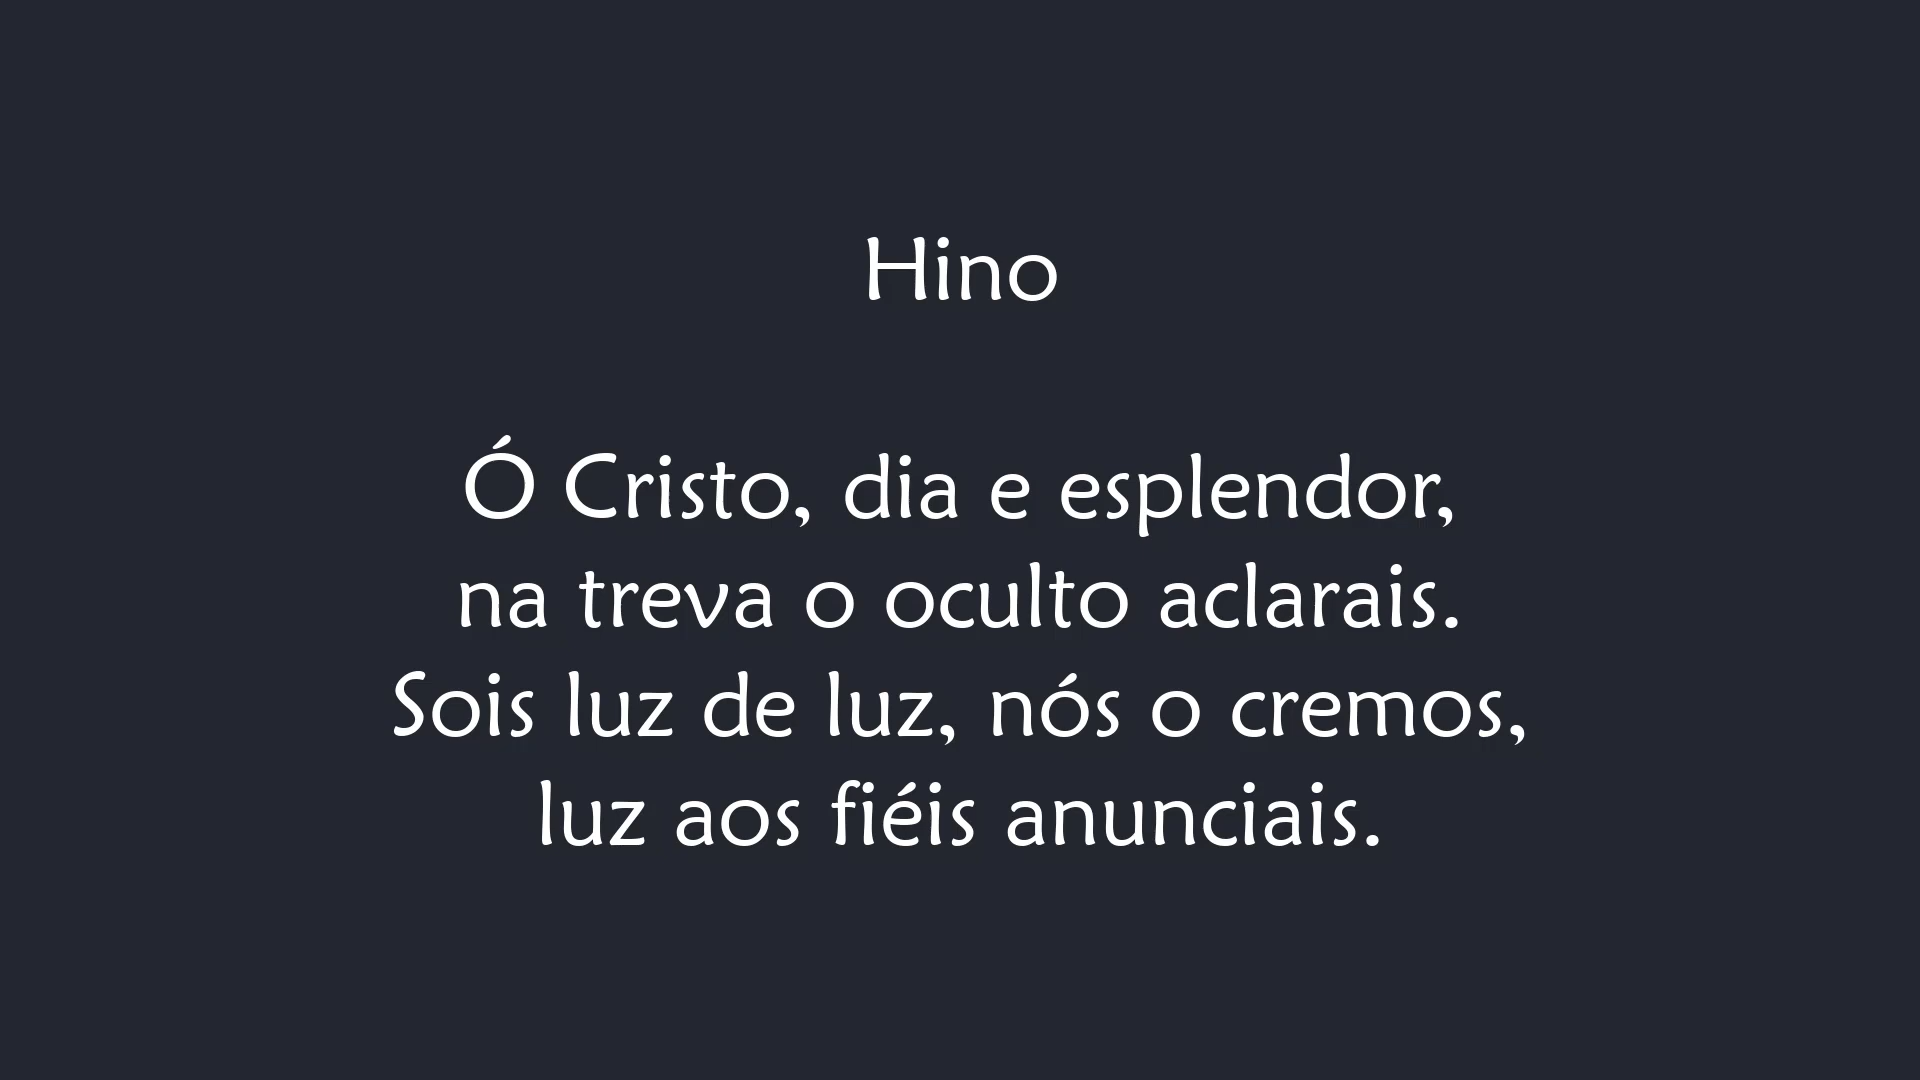 Hino
Ó Cristo, dia e esplendor,
na treva o oculto aclarais.
Sois luz de luz, nós o cremos,
luz aos fiéis anunciais.